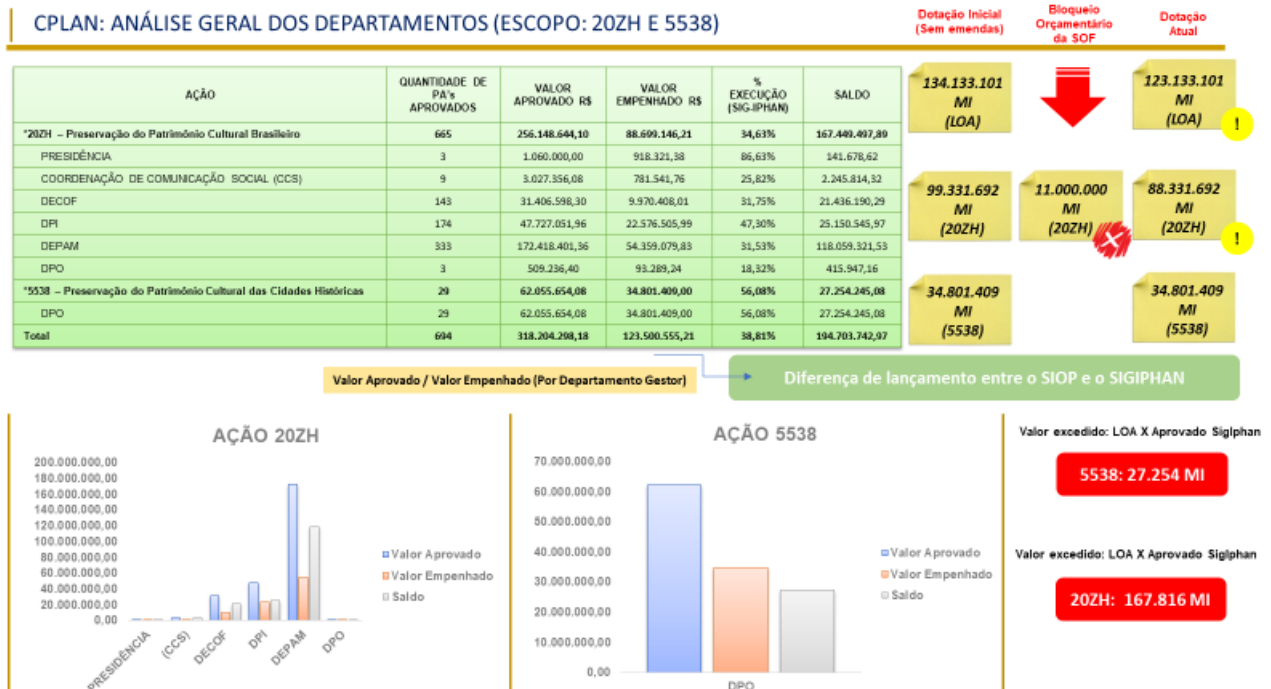 CPLAN: ANÁLISE GERAL DOS DEPARTAMENTOS (ESCOPO: 20ZH E 5538)
Dotação Inicial
(Sem emendas)
Bloqueio
Orçamentário
da SOF
Dotação
Atual
AÇÃO
QUANTIDADE DE
PA's
APROVADOS
VALOR
APROVADO R$
VALOR
EMPENHADO R$
%
EXECUÇÃO
(SIG-IPHAN)
SALDO
*20ZH – Preservação do Patrimônio Cultural Brasileiro 665 256.148.644,10 88.699.146,21 34,63% 167.449.497,89
PRESIDÊNCIA 3 1.060.000,00 918.321,38 86,63% 141.678,62
COORDENAÇÃO DE COMUNICAÇÃO SOCIAL (CCS) 9 3.027.356,08 781.541,76 25,82% 2.245.814,32
DECOF 143 31.406.598,30 9.970.408,01 31,75% 21.436.190,29
DPI 174 47.727.051,96 22.576.505,99 47,30% 25.150.545,97
DEPAM 333 172.418.401,36 54.359.079,83 31,53% 118.059.321,53
DPO 3 509.236,40 93.289,24 18,32% 415.947,16
*5538 – Preservação do Patrimônio Cultural das Cidades Históricas 29 62.055.654,08 34.801.409,00 56,08% 27.254.245,08
DPO 29 62.055.654,08 34.801.409,00 56,08% 27.254.245,08
Total 694 318.204.298,18 123.500.555,21 38,81% 194.703.742,97
134.133.101
MI
(LOA)
123.133.101
MI
(LOA)
!
99.331.692
MI
(20ZH)
11.000.000
MI
(20ZH)
88.331.692
MI
(20ZH)
!
34.801.409
MI
(5538)
34.801.409
MI
(5538)
Valor Aprovado / Valor Empenhado (Por Departamento Gestor)
Diferença de lançamento entre o SIOP e o SIGIPHAN
AÇÃO 20ZH
200.000.000,00
180.000.000,00
160.000.000,00
140.000.000,00
120.000.000,00
100.000.000,00
80.000.000,00
60.000.000,00
40.000.000,00
20.000.000,00
0,00
PRESIDÊNCIA
(CCS)
DECOF
DPI
DEPAM
DPO
Valor Aprovado
Valor Empenhado
Saldo
AÇÃO 5538
70.000.000,00
60.000.000,00
50.000.000,00
40.000.000,00
30.000.000,00
20.000.000,00
10.000.000,00
0,00
DPO
Valor Aprovado
Valor Empenhado
Saldo
Valor excedido: LOA X Aprovado SigIphan
5538: 27.254 MI
Valor excedido: LOA X Aprovado SigIphan
20ZH: 167.816 MI